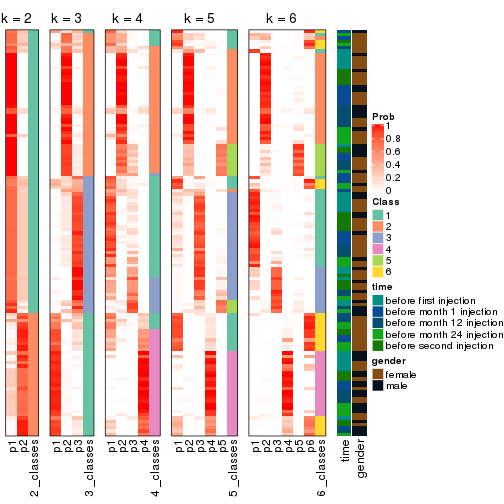 k = 2 k = 3 k = 4 k = 5 k = 6
Prob
1
0.8
0.6
0.4
0.2
0
Class
1
2
3
4
5
6
time
before first injection
before month 1 injection
before month 12 injection
before month 24 injection
before second injection
gender
female
male
p1 p2 2_classes p1 p2 p3 3_classes p1 p2 p3 p4 4_classes p1 p2 p3 p4 p5 5_classes p1 p2 p3 p4 p5 p6 6_classes time gender